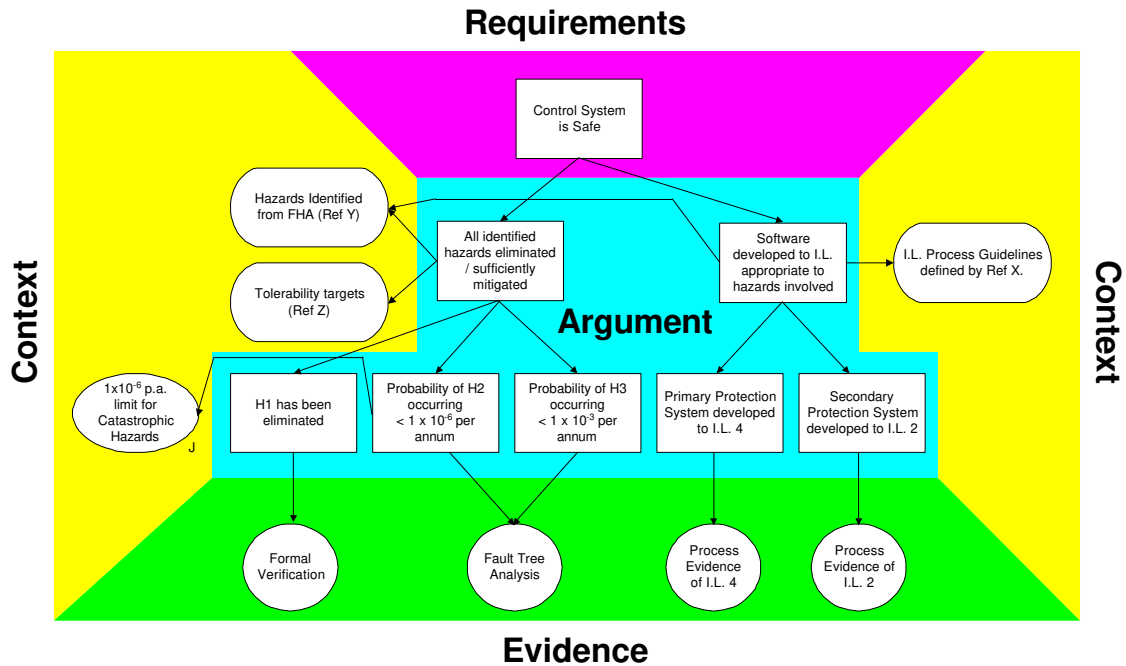 Requirements
Control System
is Safe
Hazards Identified
from FHA (Ref Y)
All identified
hazards eliminated
/ sufficiently
mitigated
Software
developed to I.L.
appropriate to
hazards involved
I.L. Process Guidelines
defined by Ref X.
Tolerability targets
(Ref Z)
Context
Context
Argument
1x10⁻⁶ p.a.
limit for
Catastrophic
Hazards
J
H1 has been
eliminated
Probability of H2
occurring
< 1 x 10⁻⁶ per
annum
Probability of H3
occurring
< 1 x 10⁻³ per
annum
Primary Protection
System developed
to I.L. 4
Secondary
Protection System
developed to I.L. 2
Formal
Verification
Fault Tree
Analysis
Process
Evidence
of I.L. 4
Process
Evidence of
I.L. 2
Evidence